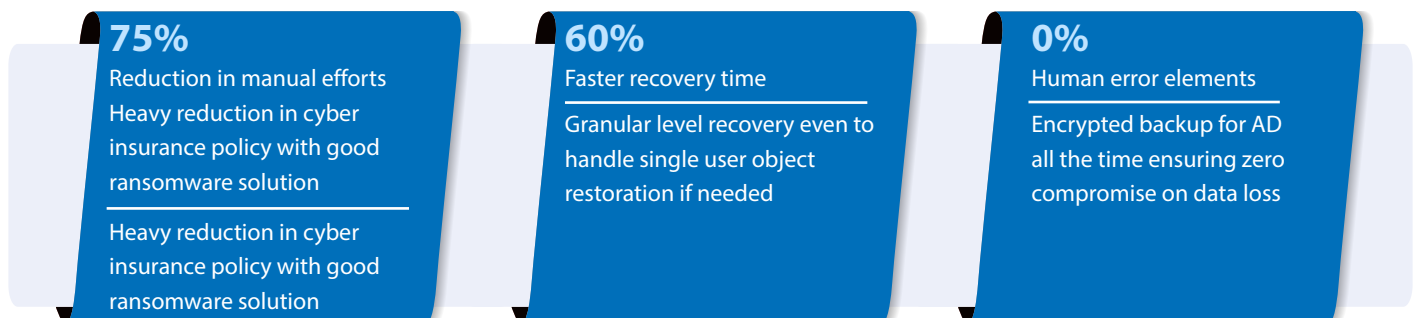 75%
Reduction in manual efforts
Heavy reduction in cyber
insurance policy with good
ransomware solution
Heavy reduction in cyber
insurance policy with good
ransomware solution
60%
Faster recovery time
Granular level recovery even to
handle single user object
restoration if needed
0%
Human error elements
Encrypted backup for AD
all the time ensuring zero
compromise on data loss